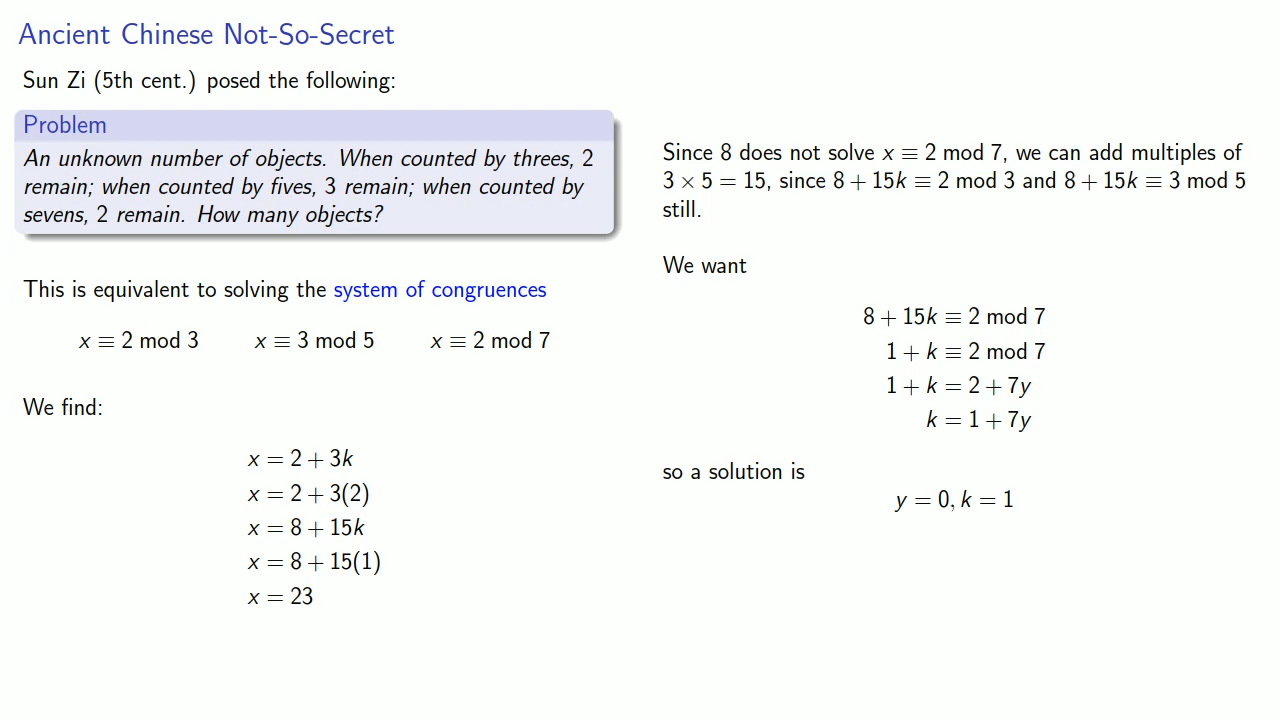 Ancient Chinese Not-So-Secret
Sun Zi (5th cent.) posed the following:
Problem
An unknown number of objects. When counted by threes, 2
remain; when counted by fives, 3 remain; when counted by
sevens, 2 remain. How many objects?
This is equivalent to solving the system of congruences
x ≡ 2 mod 3 x ≡ 3 mod 5 x ≡ 2 mod 7
We find:
x = 2 + 3k
x = 2 + 3(2)
x = 8 + 15k
x = 8 + 15(1)
x = 23
Since 8 does not solve x ≡ 2 mod 7, we can add multiples of
3 × 5 = 15, since 8 + 15k ≡ 2 mod 3 and 8 + 15k ≡ 3 mod 5
still.
We want
8 + 15k ≡ 2 mod 7
1 + k ≡ 2 mod 7
1 + k = 2 + 7y
k = 1 + 7y
so a solution is
y = 0, k = 1